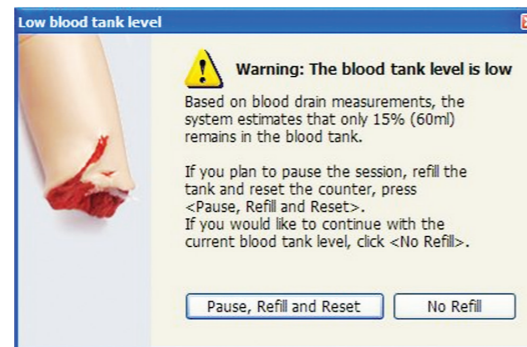 Low blood tank level
Warning: The blood tank level is low
Based on blood drain measurements, the
system estimates that only 15% (60ml)
remains in the blood tank.
If you plan to pause the session, refill the
tank and reset the counter, press
<Pause, Refill and Reset>.
If you would like to continue with the
current blood tank level, click <No Refill>.
Pause, Refill and Reset No Refill